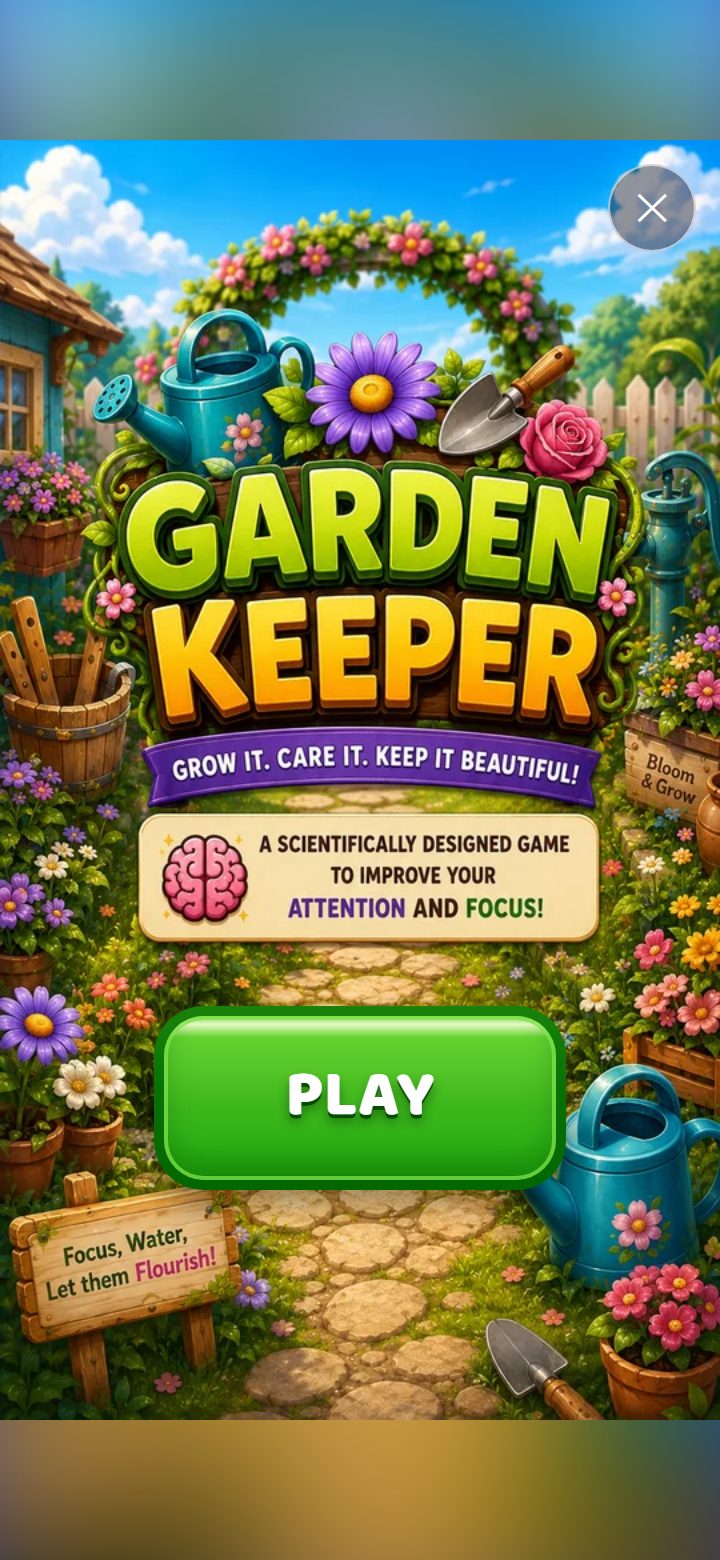 GARDEN
KEEPER
GROW IT. CARE IT. KEEP IT BEAUTIFUL!
A SCIENTIFICALLY DESIGNED GAME
TO IMPROVE YOUR
ATTENTION AND FOCUS!
Bloom
& Grow
PLAY
Focus, Water,
Let them Flourish!